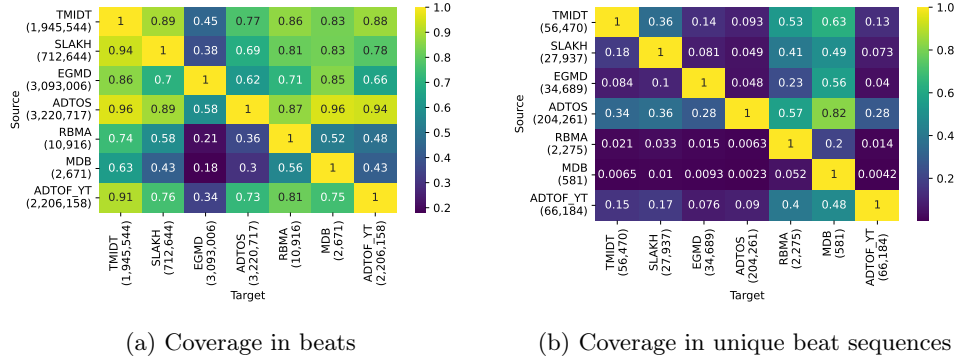 TMIDT (1,945,544) 1 0.89 0.45 0.77 0.86 0.83 0.88
SLAKH (712,644) 0.94 1 0.38 0.69 0.81 0.83 0.78
EGMD (3,093,006) 0.86 0.7 1 0.62 0.71 0.85 0.66
ADTOS (3,220,717) 0.96 0.89 0.58 1 0.87 0.96 0.94
RBMA (10,916) 0.74 0.58 0.21 0.36 1 0.52 0.48
MDB (2,671) 0.63 0.43 0.18 0.3 0.56 1 0.43
ADTOF_YT (2,206,158) 0.91 0.76 0.34 0.73 0.81 0.75 1
Source
TMIDT (1,945,544)
SLAKH (712,644)
EGMD (3,093,006)
ADTOS (3,220,717)
RBMA (10,916)
MDB (2,671)
ADTOF_YT (2,206,158)
Target
1.0
0.9
0.8
0.7
0.6
0.5
0.4
0.3
0.2
(a) Coverage in beats
TMIDT (56,470) 1 0.36 0.14 0.093 0.53 0.63 0.13
SLAKH (27,937) 0.18 1 0.081 0.049 0.41 0.49 0.073
EGMD (34,689) 0.084 0.1 1 0.048 0.23 0.56 0.04
ADTOS (204,261) 0.34 0.36 0.28 1 0.57 0.82 0.28
RBMA (2,275) 0.021 0.033 0.015 0.0063 1 0.2 0.014
MDB (581) 0.0065 0.01 0.0093 0.0023 0.052 1 0.0042
ADTOF_YT (66,184) 0.15 0.17 0.076 0.09 0.4 0.48 1
Source
TMIDT (56,470)
SLAKH (27,937)
EGMD (34,689)
ADTOS (204,261)
RBMA (2,275)
MDB (581)
ADTOF_YT (66,184)
Target
1.0
0.8
0.6
0.4
0.2
(b) Coverage in unique beat sequences